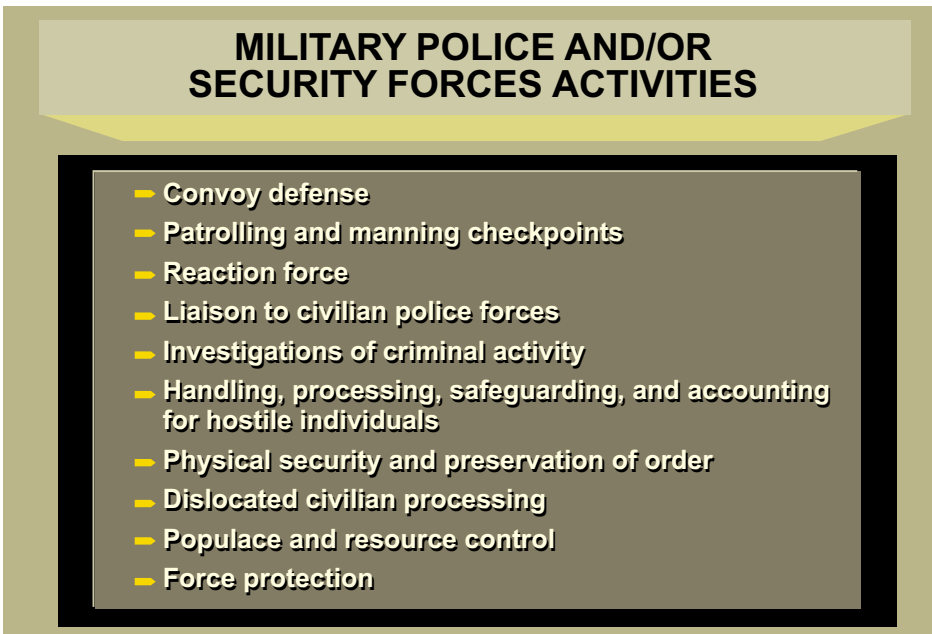 MILITARY POLICE AND/OR
SECURITY FORCES ACTIVITIES
Convoy defense
Patrolling and manning checkpoints
Reaction force
Liaison to civilian police forces
Investigations of criminal activity
Handling, processing, safeguarding, and accounting
for hostile individuals
Physical security and preservation of order
Dislocated civilian processing
Populace and resource control
Force protection